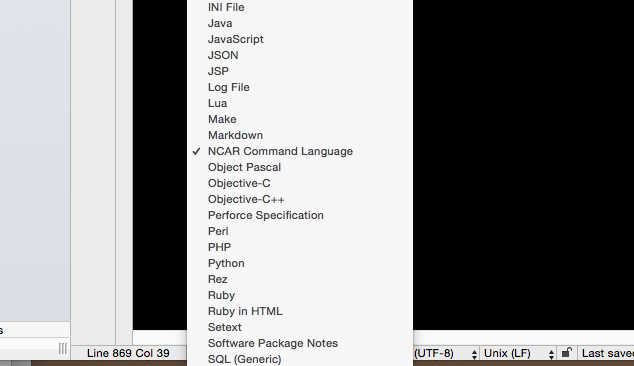 INI File
Java
JavaScript
JSON
JSP
Log File
Lua
Make
Markdown
✓ NCAR Command Language
Object Pascal
Objective-C
Objective-C++
Perforce Specification
Perl
PHP
Python
Rez
Ruby
Ruby in HTML
Setext
Software Package Notes
SQL (Generic)
s
Line 869 Col 39
(UTF-8) Unix (LF) Last saved